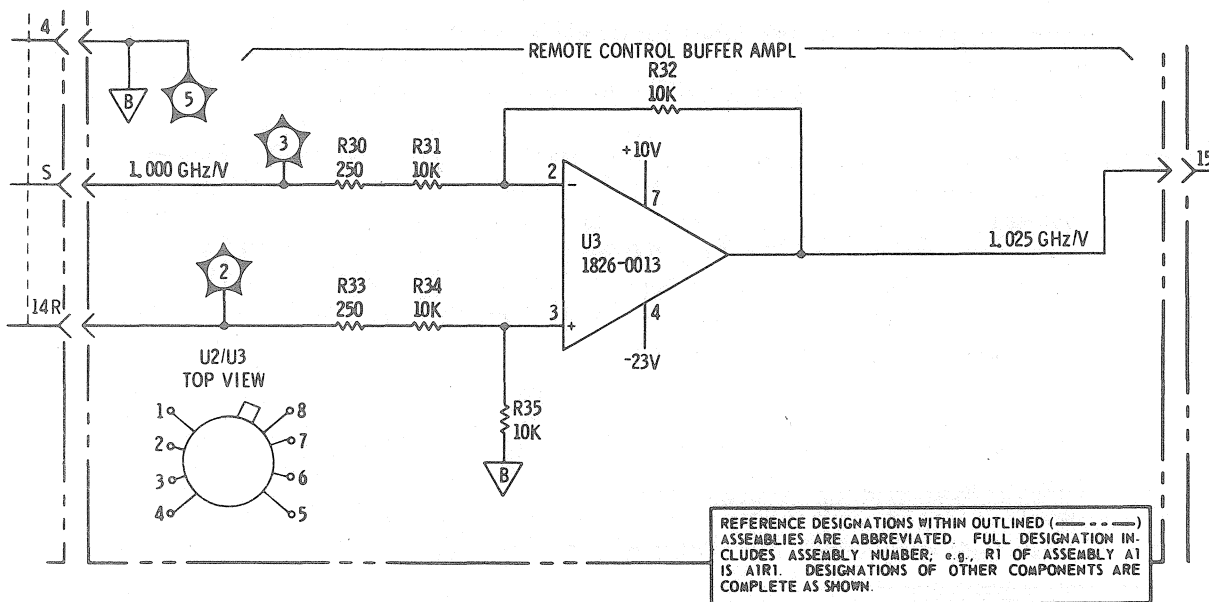 4
REMOTE CONTROL BUFFER AMPL
R32
10K
B
5
3
R30
250
R31
10K
+10V
S
1.000 GHz/V
2
-
7
15
U3
1826-0013
1.025 GHz/V
2
R33
250
R34
10K
14R
3
+
4
-23V
U2/U3
TOP VIEW
1
8
2
7
3
6
4
5
R35
10K
B
REFERENCE DESIGNATIONS WITHIN OUTLINED (— - - —)
ASSEMBLIES ARE ABBREVIATED. FULL DESIGNATION IN-
CLUDES ASSEMBLY NUMBER; e.g., R1 OF ASSEMBLY A1
IS A1R1. DESIGNATIONS OF OTHER COMPONENTS ARE
COMPLETE AS SHOWN.